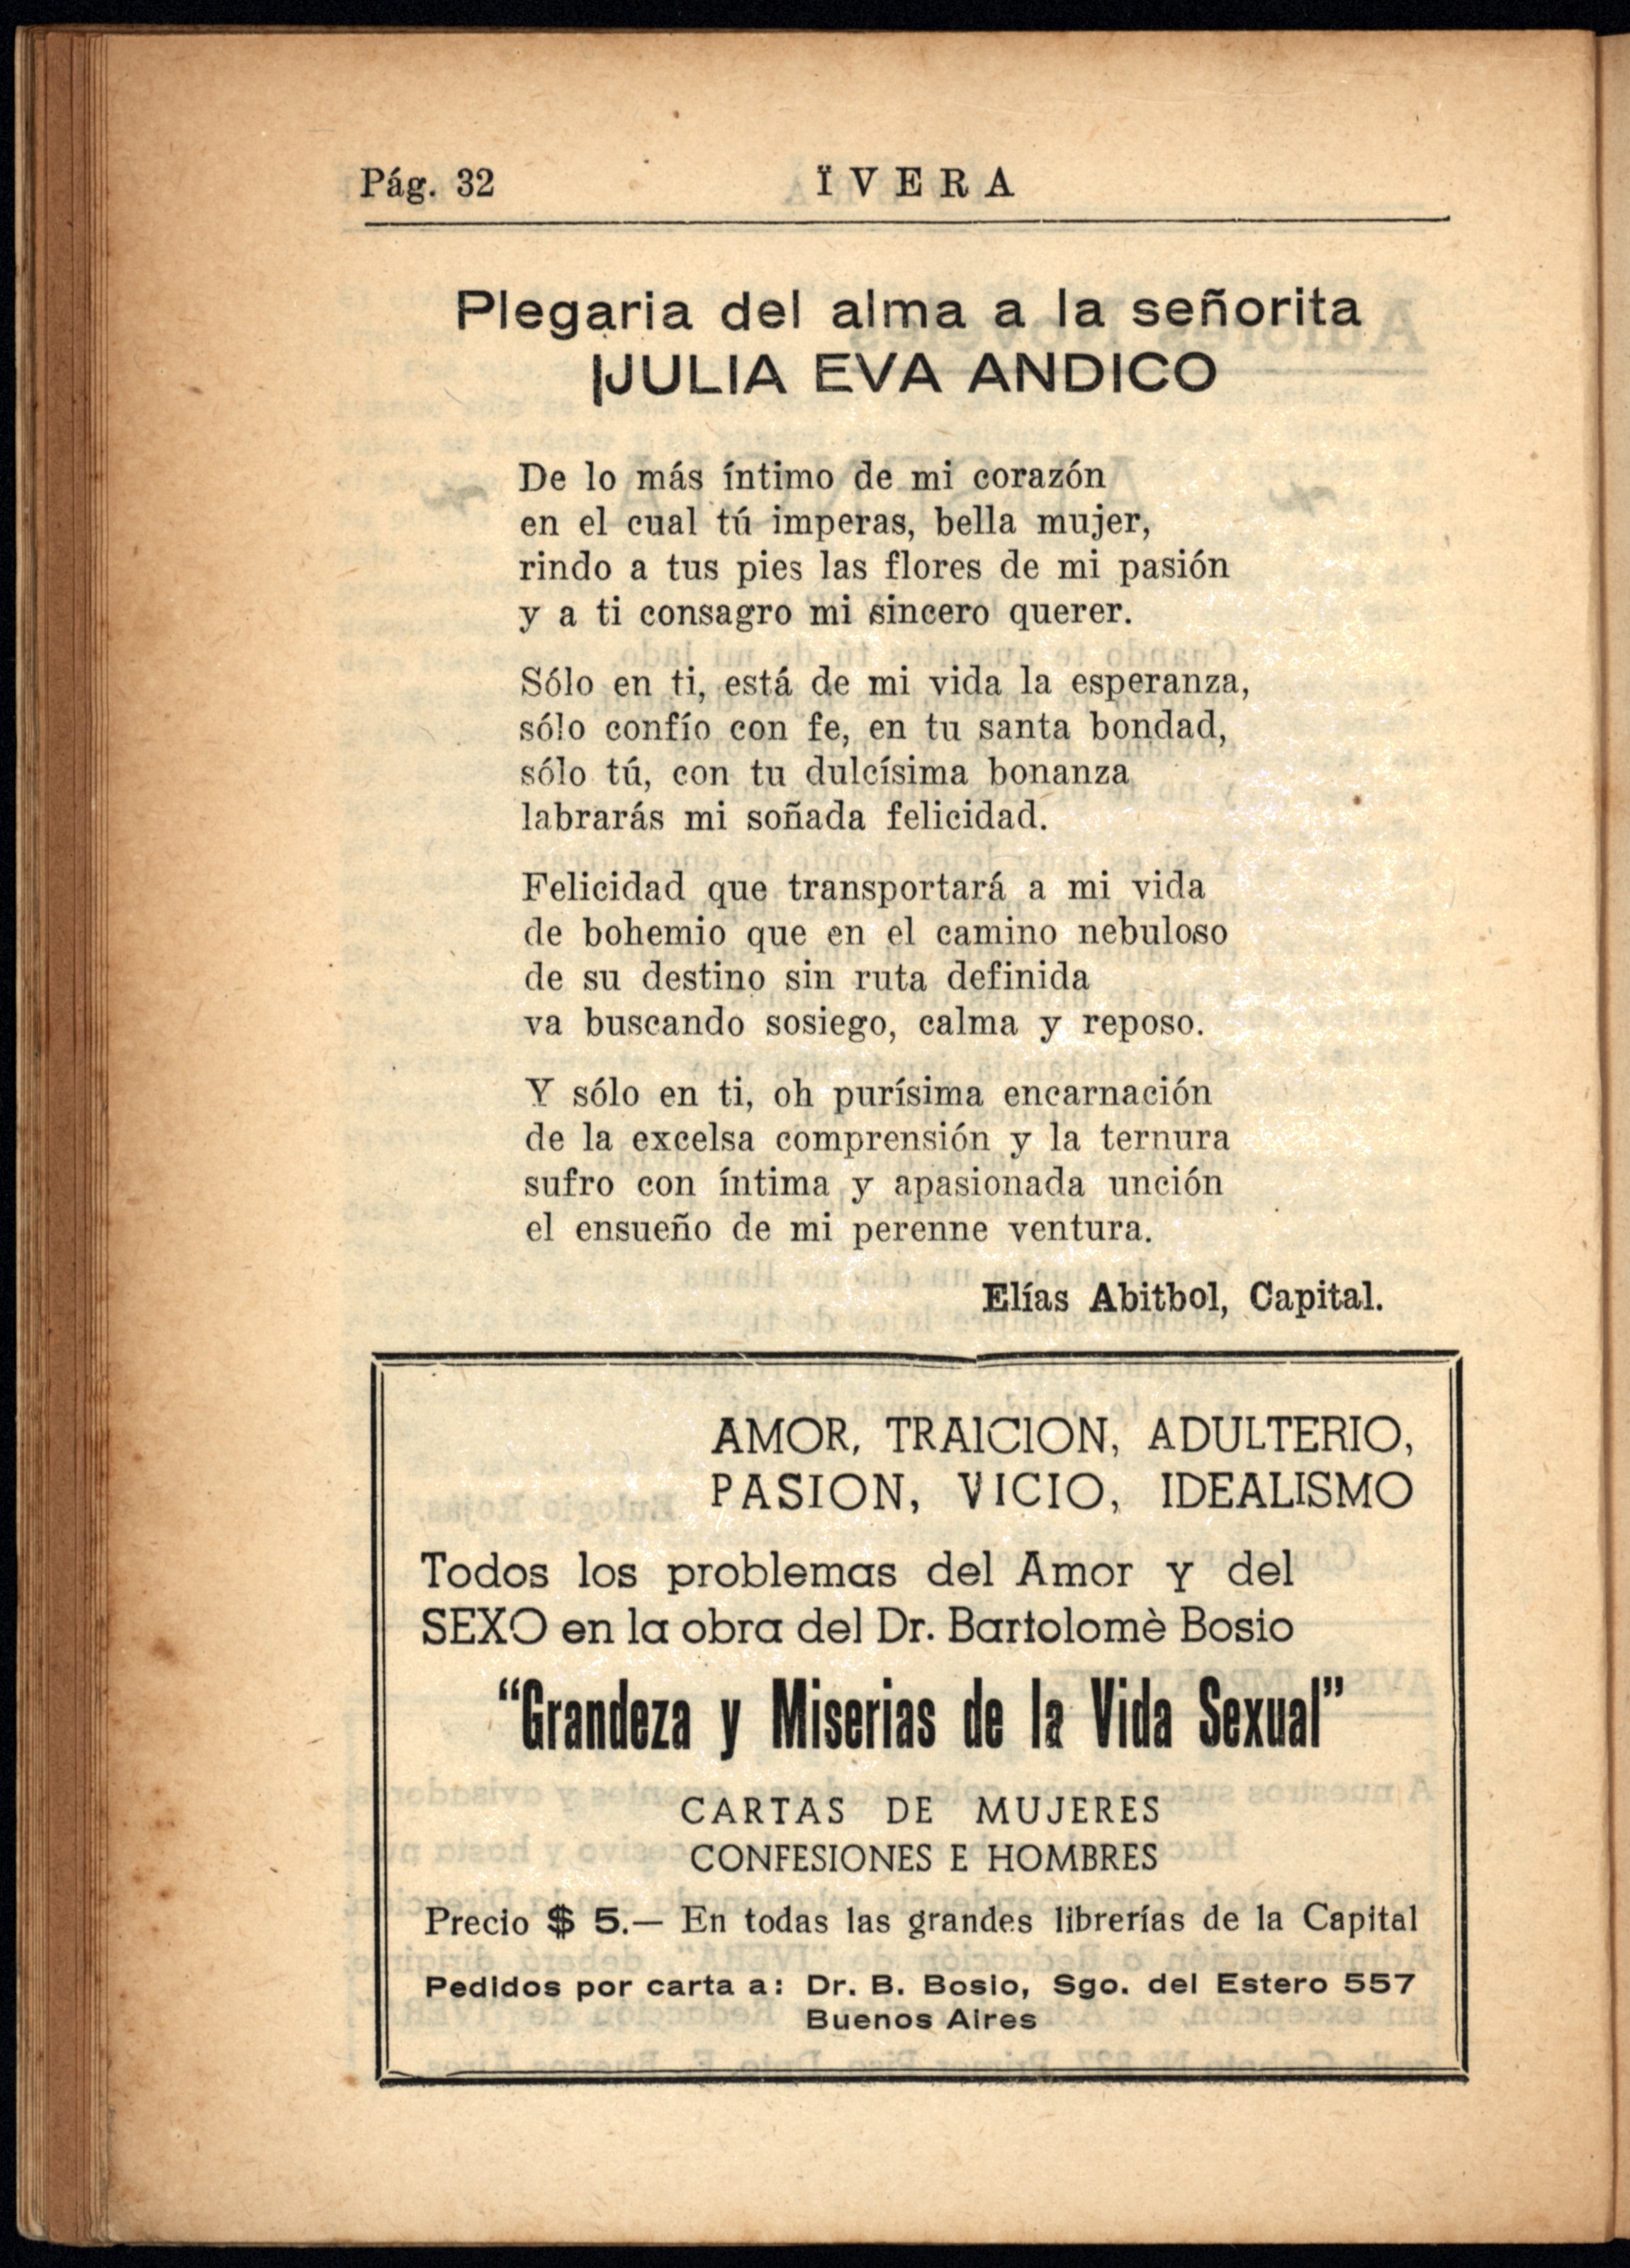 Pág. 32
ÏVERA
Plegaria del alma a la señorita
JULIA EVA ANDICO
De lo más íntimo de mi corazón
en el cual tú imperas, bella mujer,
rindo a tus pies las flores de mi pasión
y a ti consagro mi sincero querer.
Sólo en ti, está de mi vida la esperanza,
sólo confío con fe, en tu santa bondad,
sólo tú, con tu dulcísima bonanza
labrarás mi soñada felicidad.
Felicidad que transportará a mi vida
de bohemio que en el camino nebuloso
de su destino sin ruta definida
va buscando sosiego, calma y reposo.
Y sólo en ti, oh purísima encarnación
de la excelsa comprensión y la ternura
sufro con íntima y apasionada unción
el ensueño de mi perenne ventura.
Elías Abitbol, Capital.
AMOR, TRAICION, ADULTERIO,
PASION, VICIO, IDEALISMO
Todos los problemas del Amor y del
SEXO en la obra del Dr. Bartolomè Bosio
"Grandeza y Miserias de la Vida Sexual"
CARTAS DE MUJERES
CONFESIONES E HOMBRES
Precio $ 5.— En todas las grandes librerías de la Capital
Pedidos por carta a: Dr. B. Bosio, Sgo. del Estero 557
Buenos Aires